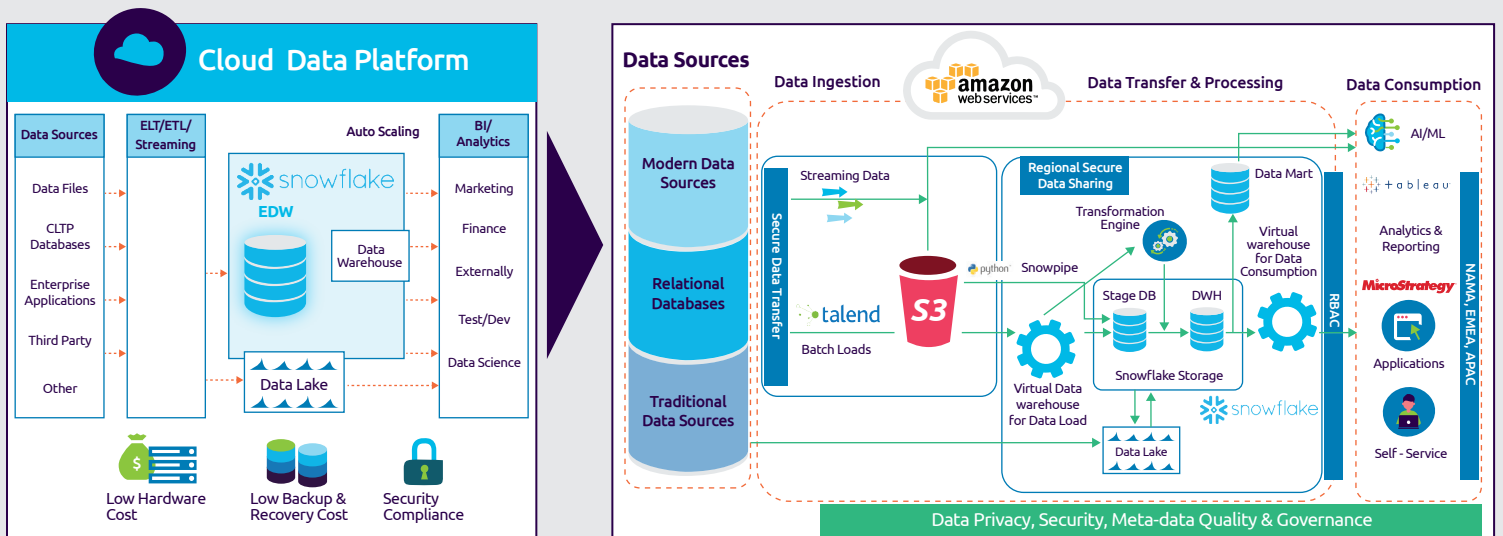 Cloud Data Platform
Data Sources
Data Files
CLTP
Databases
Enterprise
Applications
Third Party
Other
ELT/ETL/
Streaming
Auto Scaling
snowflake
EDW
Data
Warehouse
Data Lake
BI/
Analytics
Marketing
Finance
Externally
Test/Dev
Data Science
$
Low Hardware
Cost
Low Backup &
Recovery Cost
Security
Compliance
Data Sources
Modern Data
Sources
Relational
Databases
Traditional
Data Sources
Data Ingestion
amazon
web services™
Data Transfer & Processing
Data Consumption
Secure Data Transfer
Streaming Data
talend
Batch Loads
S3
python™
Snowpipe
Regional Secure
Data Sharing
Transformation
Engine
Data Mart
Virtual
warehouse
for Data
Consumption
Stage DB
DWH
Snowflake Storage
Virtual Data
warehouse
for Data Load
snowflake
Data Lake
RBAC
AI/ML
+ableau
Analytics &
Reporting
MicroStrategy
Applications
Self - Service
NAMA, EMEA, APAC
Data Privacy, Security, Meta-data Quality & Governance